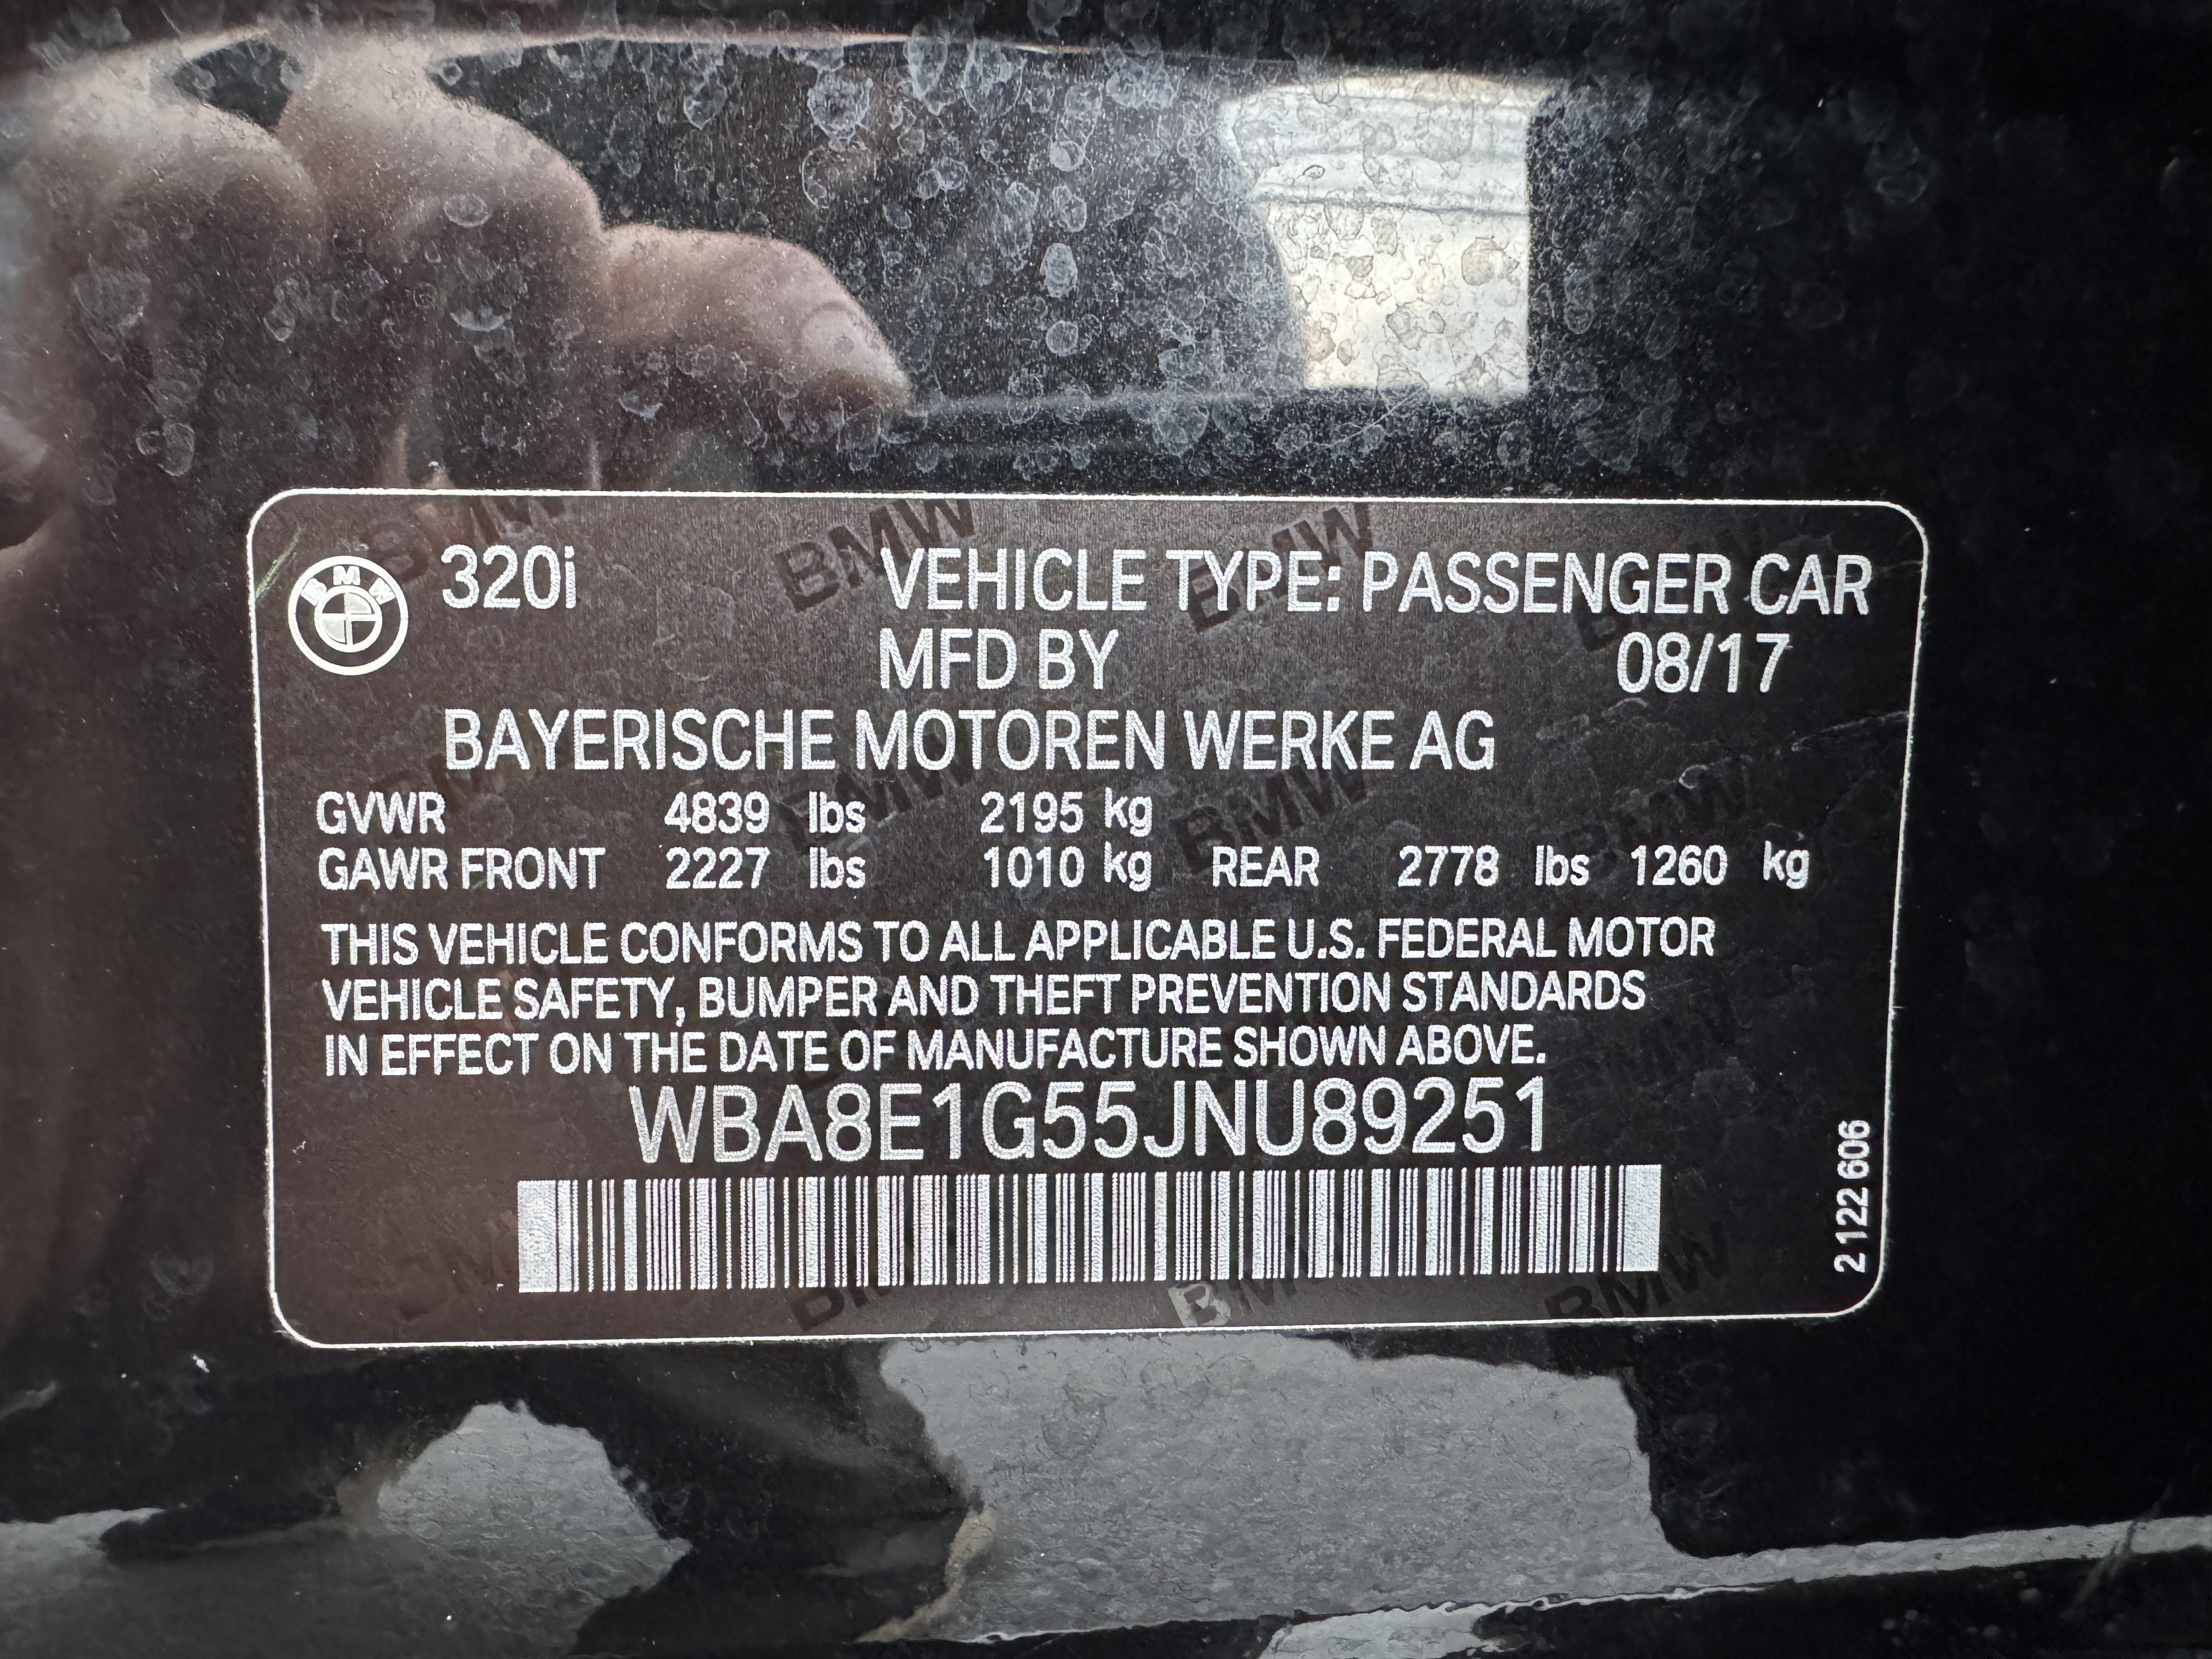 BMW 320i VEHICLE TYPE: PASSENGER CAR
MFD BY 08/17
BAYERISCHE MOTOREN WERKE AG
GVWR 4839 lbs 2195 kg
GAWR FRONT 2227 lbs 1010 kg REAR 2778 lbs 1260 kg
THIS VEHICLE CONFORMS TO ALL APPLICABLE U.S. FEDERAL MOTOR
VEHICLE SAFETY, BUMPER AND THEFT PREVENTION STANDARDS
IN EFFECT ON THE DATE OF MANUFACTURE SHOWN ABOVE.
WBA8E1G55JNU89251
2 122 606